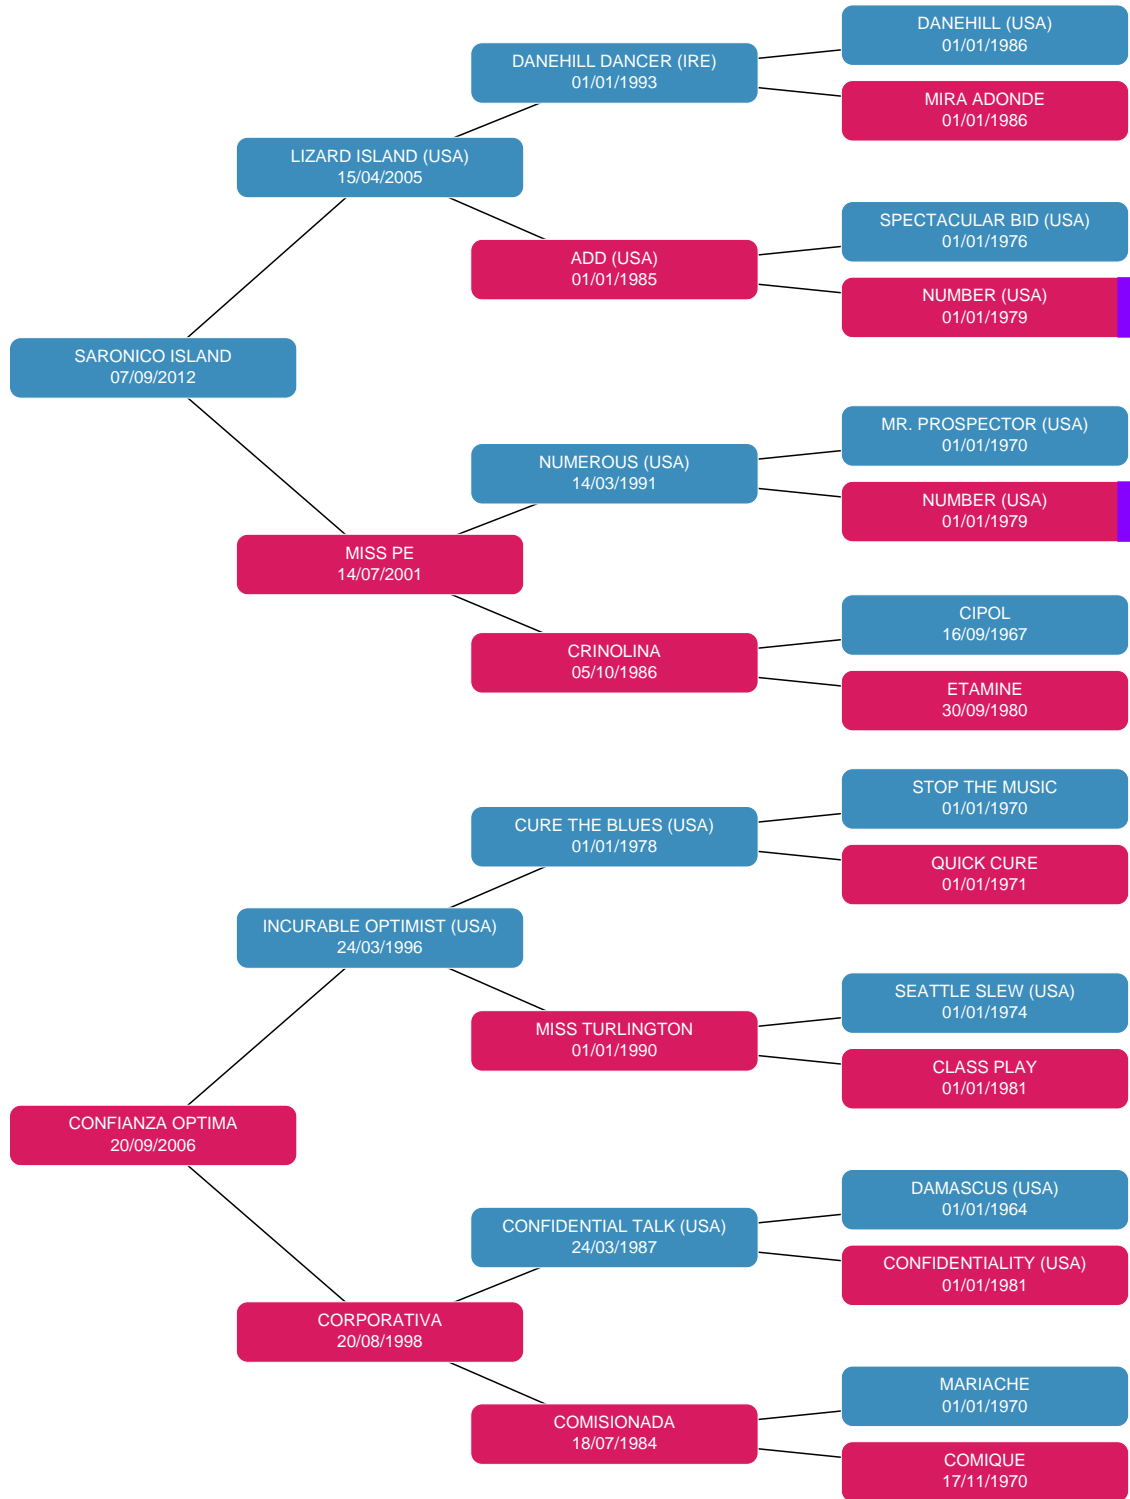 DANEHILL (USA)
01/01/1986
DANEHILL DANCER (IRE)
01/01/1993
MIRA ADONDE
01/01/1986
LIZARD ISLAND (USA)
15/04/2005
SPECTACULAR BID (USA)
01/01/1976
ADD (USA)
01/01/1985
NUMBER (USA)
01/01/1979
SARONICO ISLAND
07/09/2012
MR. PROSPECTOR (USA)
01/01/1970
NUMEROUS (USA)
14/03/1991
NUMBER (USA)
01/01/1979
MISS PE
14/07/2001
CIPOL
16/09/1967
CRINOLINA
05/10/1986
ETAMINE
30/09/1980
STOP THE MUSIC
01/01/1970
CURE THE BLUES (USA)
01/01/1978
QUICK CURE
01/01/1971
INCURABLE OPTIMIST (USA)
24/03/1996
SEATTLE SLEW (USA)
01/01/1974
MISS TURLINGTON
01/01/1990
CLASS PLAY
01/01/1981
CONFIANZA OPTIMA
20/09/2006
DAMASCUS (USA)
01/01/1964
CONFIDENTIAL TALK (USA)
24/03/1987
CONFIDENTIALITY (USA)
01/01/1981
CORPORATIVA
20/08/1998
MARIACHE
01/01/1970
COMISIONADA
18/07/1984
COMIQUE
17/11/1970